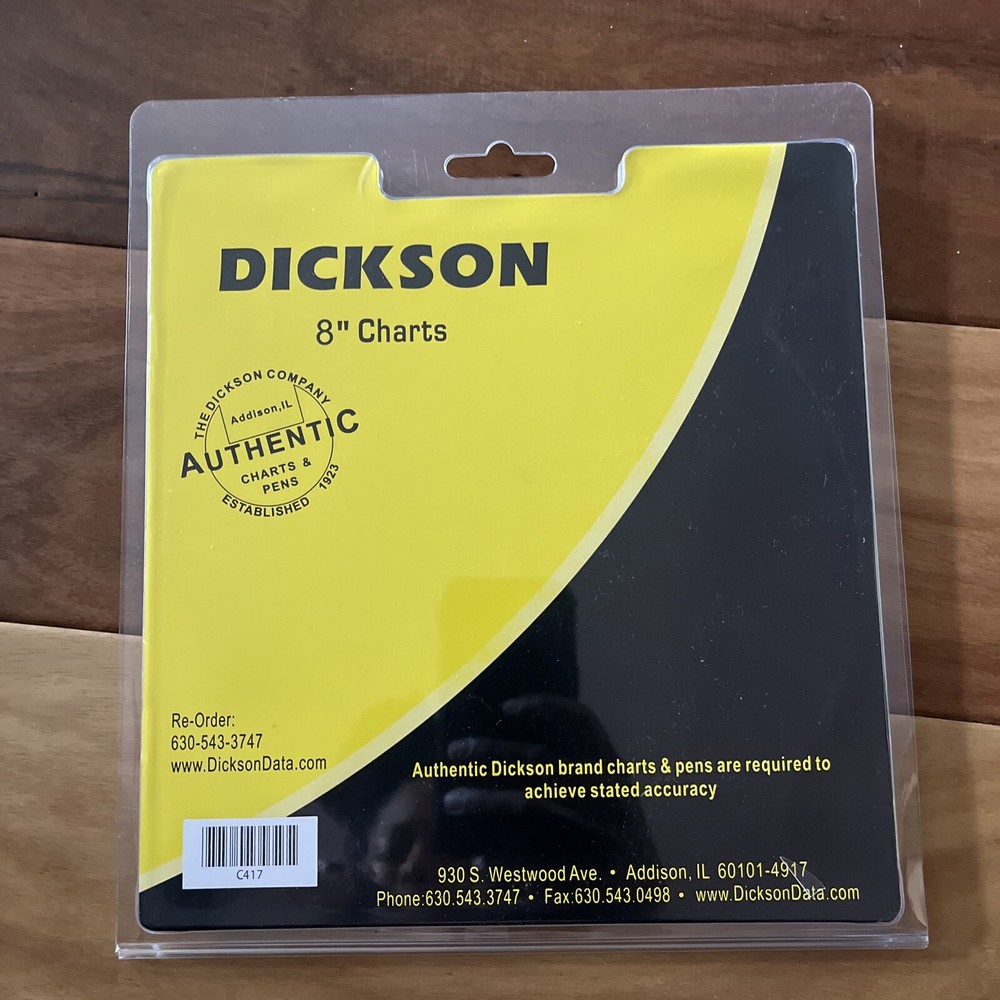 DICKSON
8" Charts
THE DICKSON COMPANY
Addison, IL
AUTHENTIC
CHARTS &
PENS
ESTABLISHED 1923
Re-Order:
630-543-3747
www.DicksonData.com
Authentic Dickson brand charts & pens are required to
achieve stated accuracy
C417
930 S. Westwood Ave. • Addison, IL 60101-4917
Phone:630.543.3747 • Fax:630.543.0498 • www.DicksonData.com